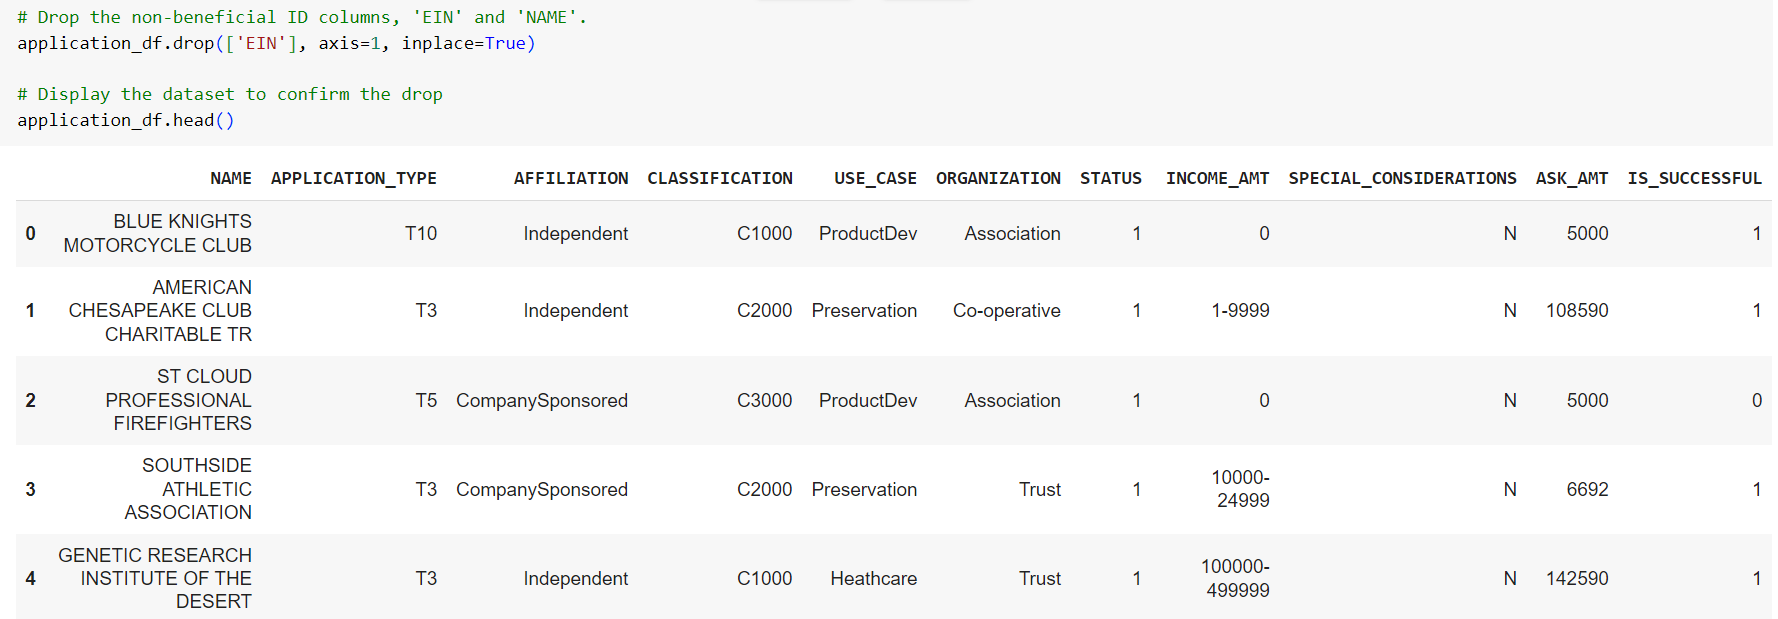 # Drop the non-beneficial ID columns, 'EIN' and 'NAME'.
application_df.drop(['EIN'], axis=1, inplace=True)
# Display the dataset to confirm the drop
application_df.head()
NAME APPLICATION_TYPE AFFILIATION CLASSIFICATION USE_CASE ORGANIZATION STATUS INCOME_AMT SPECIAL_CONSIDERATIONS ASK_AMT IS_SUCCESSFUL
0 BLUE KNIGHTS MOTORCYCLE CLUB T10 Independent C1000 ProductDev Association 1 0 N 5000 1
1 AMERICAN CHESAPEAKE CLUB CHARITABLE TR T3 Independent C2000 Preservation Co-operative 1 1-9999 N 108590 1
2 ST CLOUD PROFESSIONAL FIREFIGHTERS T5 CompanySponsored C3000 ProductDev Association 1 0 N 5000 0
3 SOUTHSIDE ATHLETIC ASSOCIATION T3 CompanySponsored C2000 Preservation Trust 1 10000-24999 N 6692 1
4 GENETIC RESEARCH INSTITUTE OF THE DESERT T3 Independent C1000 Heathcare Trust 1 100000-499999 N 142590 1